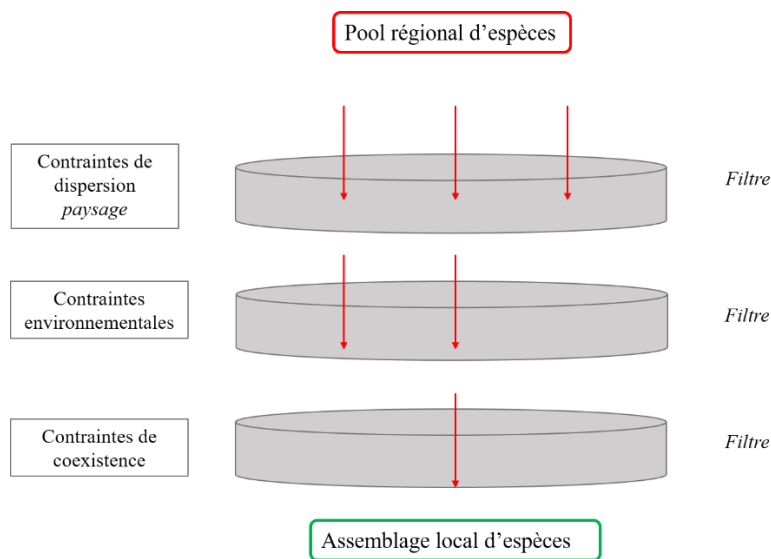 Pool régional d’espèces
Contraintes de
dispersion
paysage
Filtre
Contraintes
environnementales
Filtre
Contraintes de
coexistence
Filtre
Assemblage local d’espèces